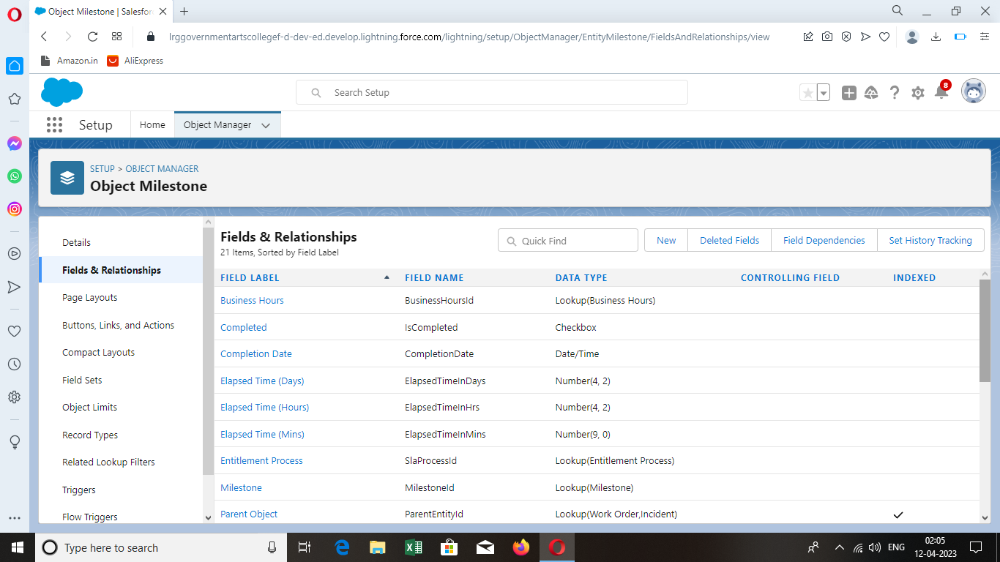 Object Milestone | Salesfor
lrggovernmentartscollegef-d-dev-ed.develop.lightning.force.com/lightning/setup/ObjectManager/EntityMilestone/FieldsAndRelationships/view
Amazon.in AliExpress
Search Setup
8
Setup Home Object Manager
SETUP > OBJECT MANAGER
Object Milestone
Details
Fields & Relationships
Page Layouts
Buttons, Links, and Actions
Compact Layouts
Field Sets
Object Limits
Record Types
Related Lookup Filters
Triggers
Flow Triggers
Fields & Relationships
21 Items, Sorted by Field Label
Quick Find
New Deleted Fields Field Dependencies Set History Tracking
FIELD LABEL FIELD NAME DATA TYPE CONTROLLING FIELD INDEXED
Business Hours BusinessHoursId Lookup(Business Hours)
Completed IsCompleted Checkbox
Completion Date CompletionDate Date/Time
Elapsed Time (Days) ElapsedTimeInDays Number(4, 2)
Elapsed Time (Hours) ElapsedTimeInHrs Number(4, 2)
Elapsed Time (Mins) ElapsedTimeInMins Number(9, 0)
Entitlement Process SlaProcessId Lookup(Entitlement Process)
Milestone MilestoneId Lookup(Milestone)
Parent Object ParentEntityId Lookup(Work Order,Incident)
Type here to search
ENG
02:05
12-04-2023